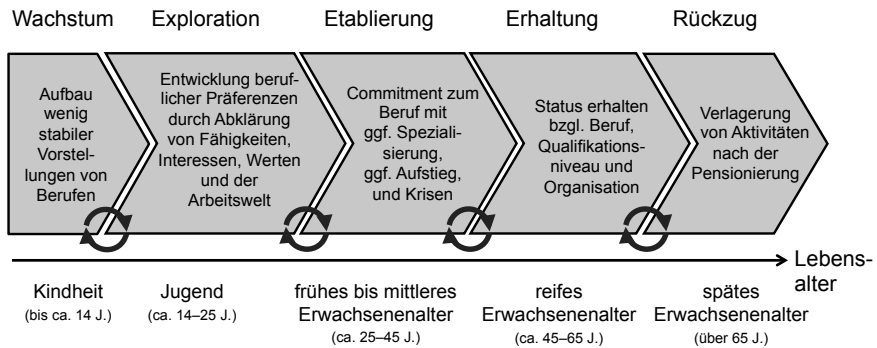 Wachstum
Exploration
Etablierung
Erhaltung
Rückzug
Aufbau
wenig
stabiler
Vorstel-
lungen von
Berufen
Entwicklung beruf-
licher Präferenzen
durch Abklärung
von Fähigkeiten,
Interessen, Werten
und der
Arbeitswelt
Commitment zum
Beruf mit
ggf. Speziali-
sierung,
ggf. Aufstieg,
und Krisen
Status erhalten
bzgl. Beruf,
Qualifikations-
niveau und
Organisation
Verlagerung
von Aktivitäten
nach der
Pensionierung
Lebens-
alter
Kindheit
(bis ca. 14 J.)
Jugend
(ca. 14–25 J.)
frühes bis mittleres
Erwachsenenalter
(ca. 25–45 J.)
reifes
Erwachsenenalter
(ca. 45–65 J.)
spätes
Erwachsenenalter
(über 65 J.)